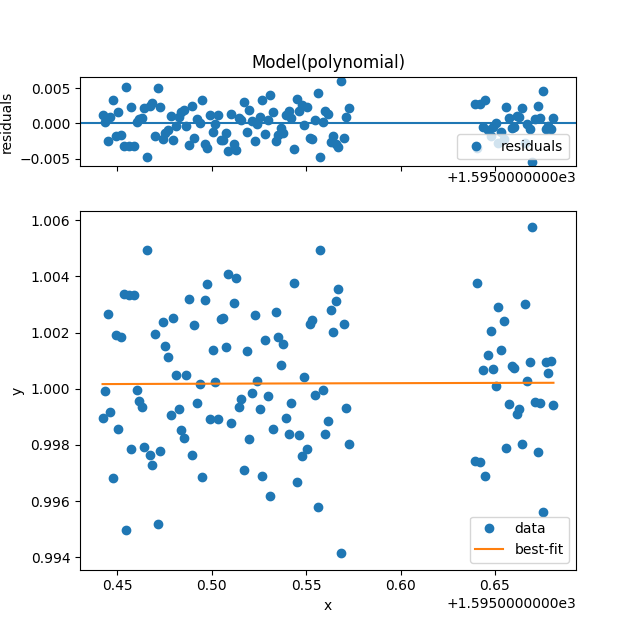 Model(polynomial)
residuals
0.005
0.000
−0.005
residuals
+1.5950000000e3
y
1.006
1.004
1.002
1.000
0.998
0.996
0.994
data
best-fit
0.45 0.50 0.55 0.60 0.65
x
+1.5950000000e3